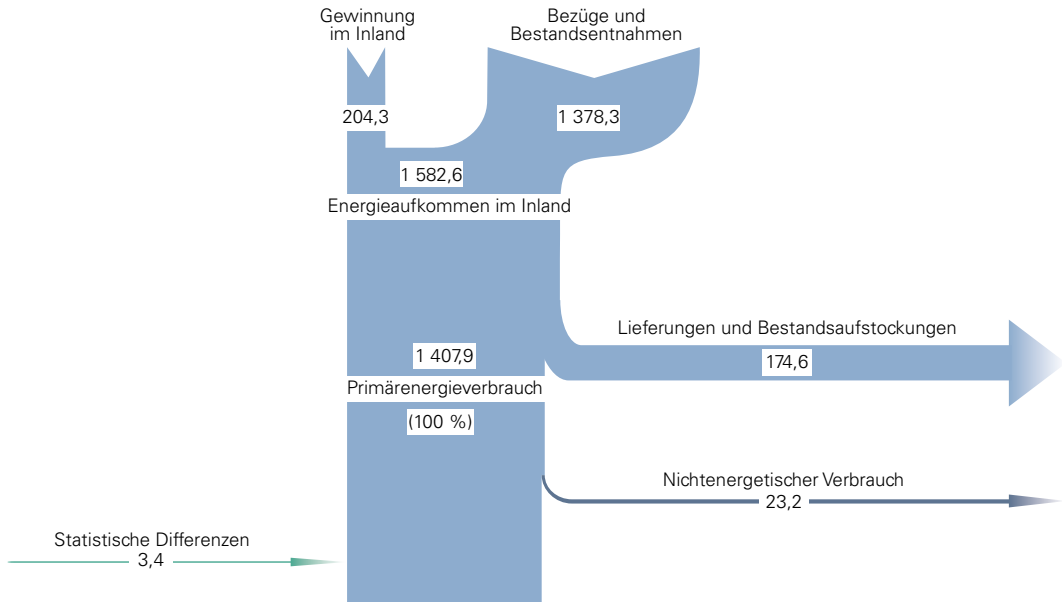 Gewinnung
im Inland
Bezüge und
Bestandsentnahmen
204,3
1 378,3
1 582,6
Energieaufkommen im Inland
Lieferungen und Bestandsaufstockungen
174,6
1 407,9
Primärenergieverbrauch
(100 %)
Nichtenergetischer Verbrauch
23,2
Statistische Differenzen
3,4